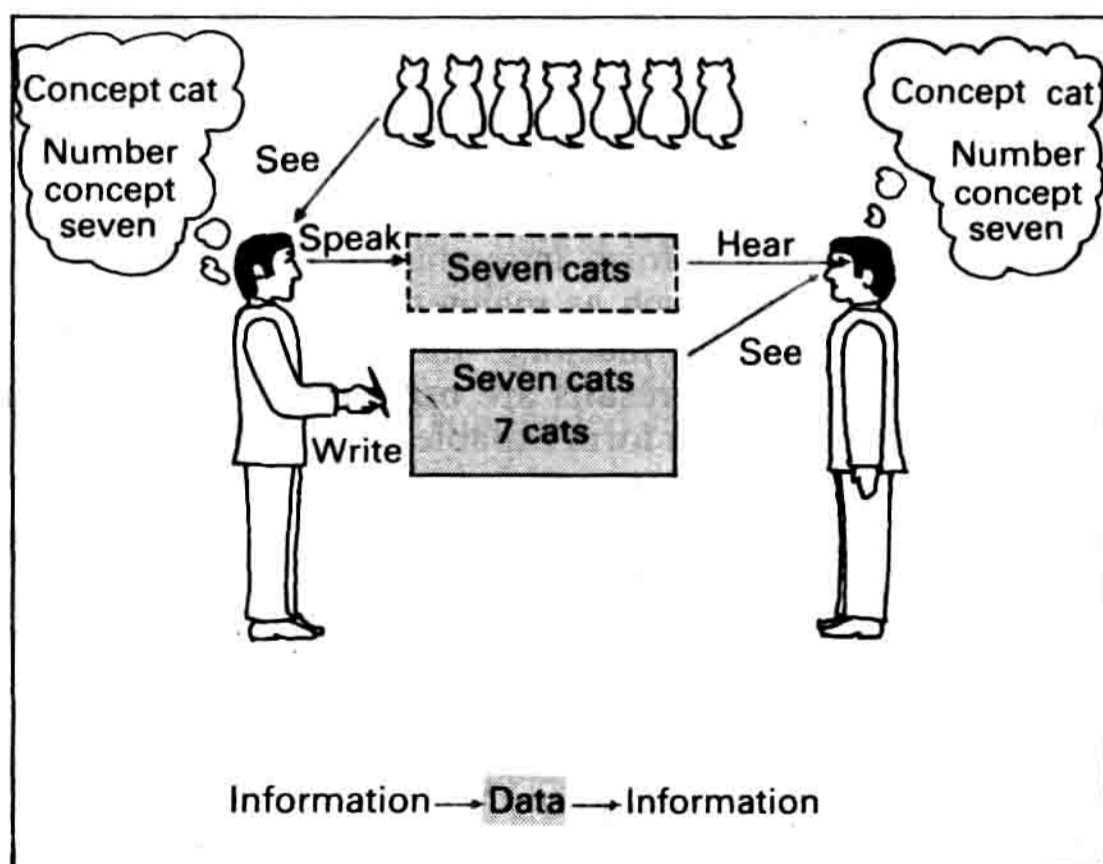 Concept cat
Number
concept
seven
See
Concept cat
Number
concept
seven
Speak
Seven cats
Hear
See
Seven cats
7 cats
Write
Information → Data → Information